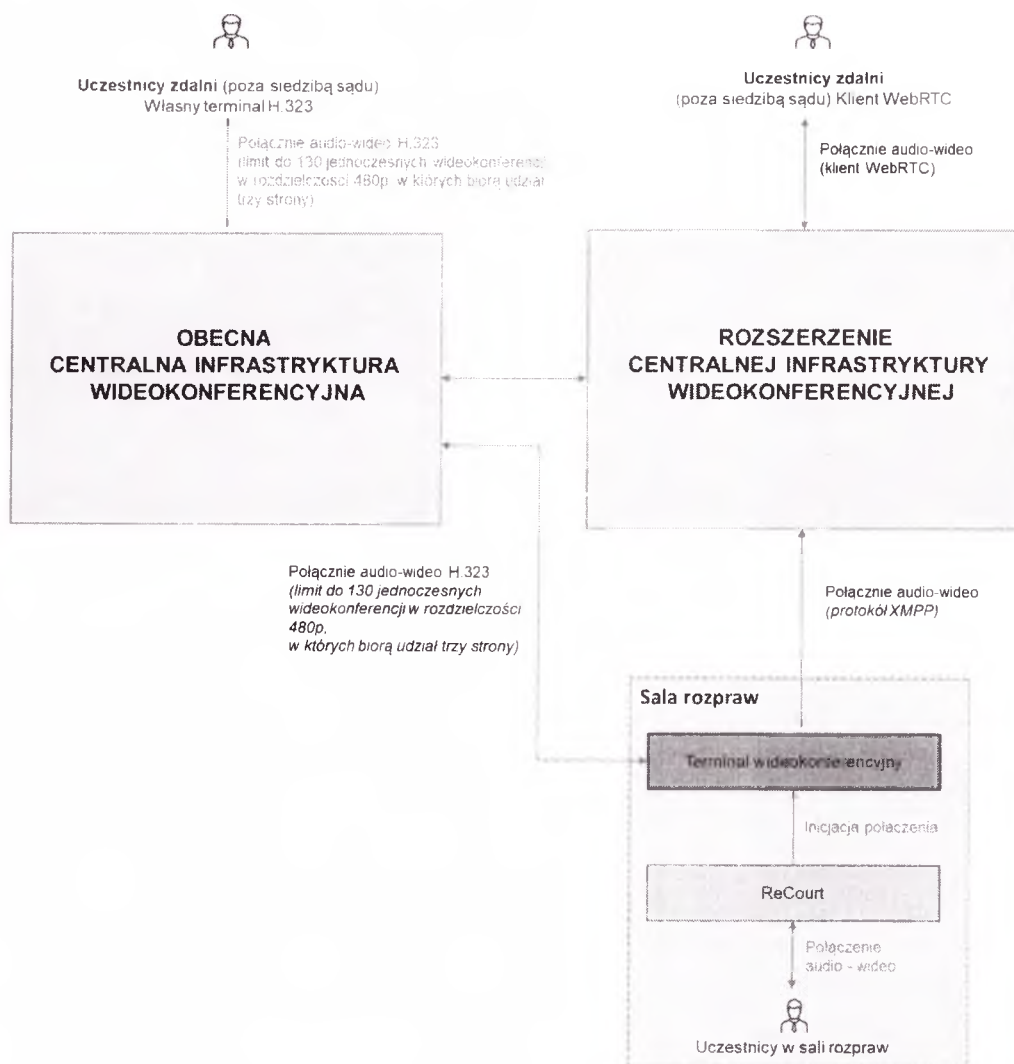 Uczestnicy zdalni (poza siedzibą sądu)
Własny terminal H.323
Połącznie audio-wideo H.323
(limit do 130 jednoczesnych wideokonferencji
w rozdzielczości 480p, w których biorą udział
trzy strony)
Uczestnicy zdalni
(poza siedzibą sądu) Klient WebRTC
Połącznie audio-wideo
(klient WebRTC)
OBECNA
CENTRALNA INFRASTRYKTURA
WIDEOKONFERENCYJNA
ROZSZERZENIE
CENTRALNEJ INFRASTRYKTURY
WIDEOKONFERENCYJNEJ
Połącznie audio-wideo H.323
(limit do 130 jednoczesnych
wideokonferencji w rozdzielczości
480p,
w których biorą udział trzy strony)
Połącznie audio-wideo
(protokół XMPP)
Sala rozpraw
Terminal wideokonferencyjny
Inicjacja połączenia
ReCourt
Połączenie
audio - wideo
Uczestnicy w sali rozpraw